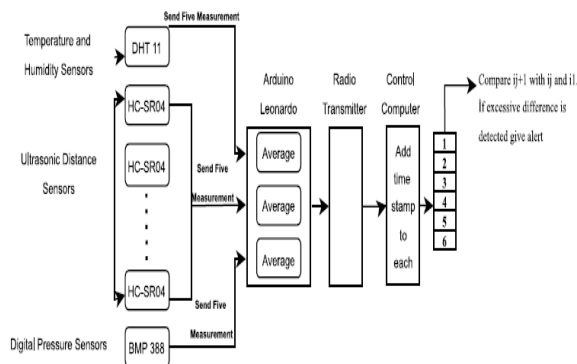 Send Five Measurement
Temperature and
Humidity Sensors
DHT 11
HC-SR04
Ultrasonic Distance
Sensors
HC-SR04
HC-SR04
Send Five
Measurement
Send Five
Measurement
Digital Pressure Sensors
BMP 388
Arduino
Leonardo
Average
Average
Average
Radio
Transmitter
Control
Computer
Add
time
stamp
to
each
1
2
3
4
5
6
Compare ij+1 with ij and i1.
If excessive difference is
detected give alert